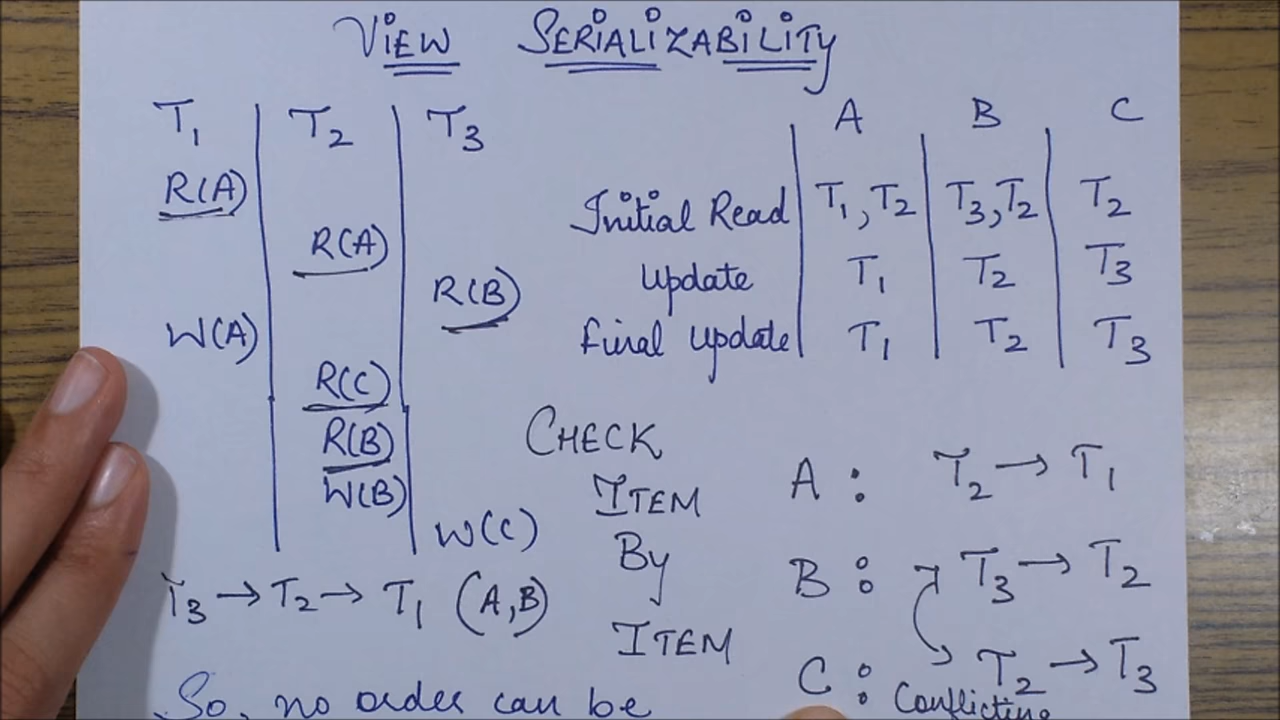 VIEW SERIALIZABILITY
T1 T2 T3
R(A)
R(A)
R(B)
W(A)
R(C)
R(B)
W(B)
W(C)
T3 → T2 → T1 (A,B)
So, no order can be
A B C
Initial Read T1, T2 T3, T2 T2
Update T1 T2 T3
Final Update T1 T2 T3
CHECK
ITEM
By
ITEM
A : T2 → T1
B : T3 → T2
C : T2 → T3
Conflicting